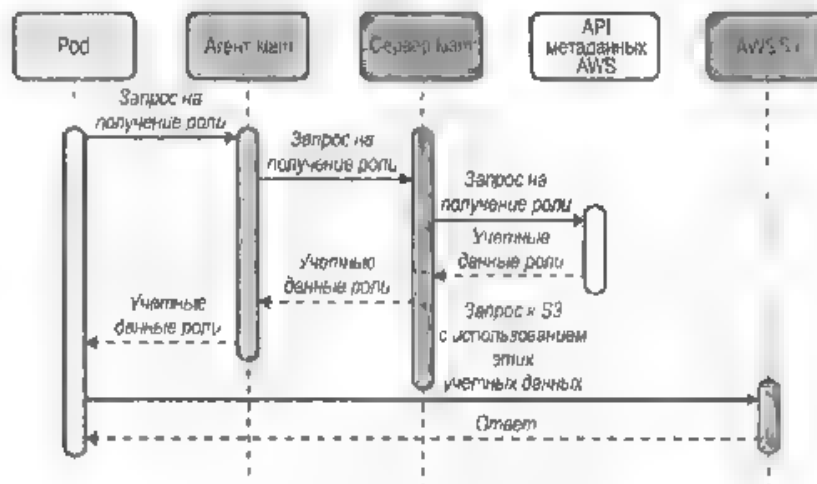 Pod
Агент kiam
Сервер kiam
API
метаданных
AWS
AWS S3
Запрос на
получение роли
Запрос на
получение роли
Запрос на
получение роли
Учетные
данные роли
Учетные
данные роли
Учетные
данные роли
Запрос к S3
с использованием
этих
учетных данных
Ответ